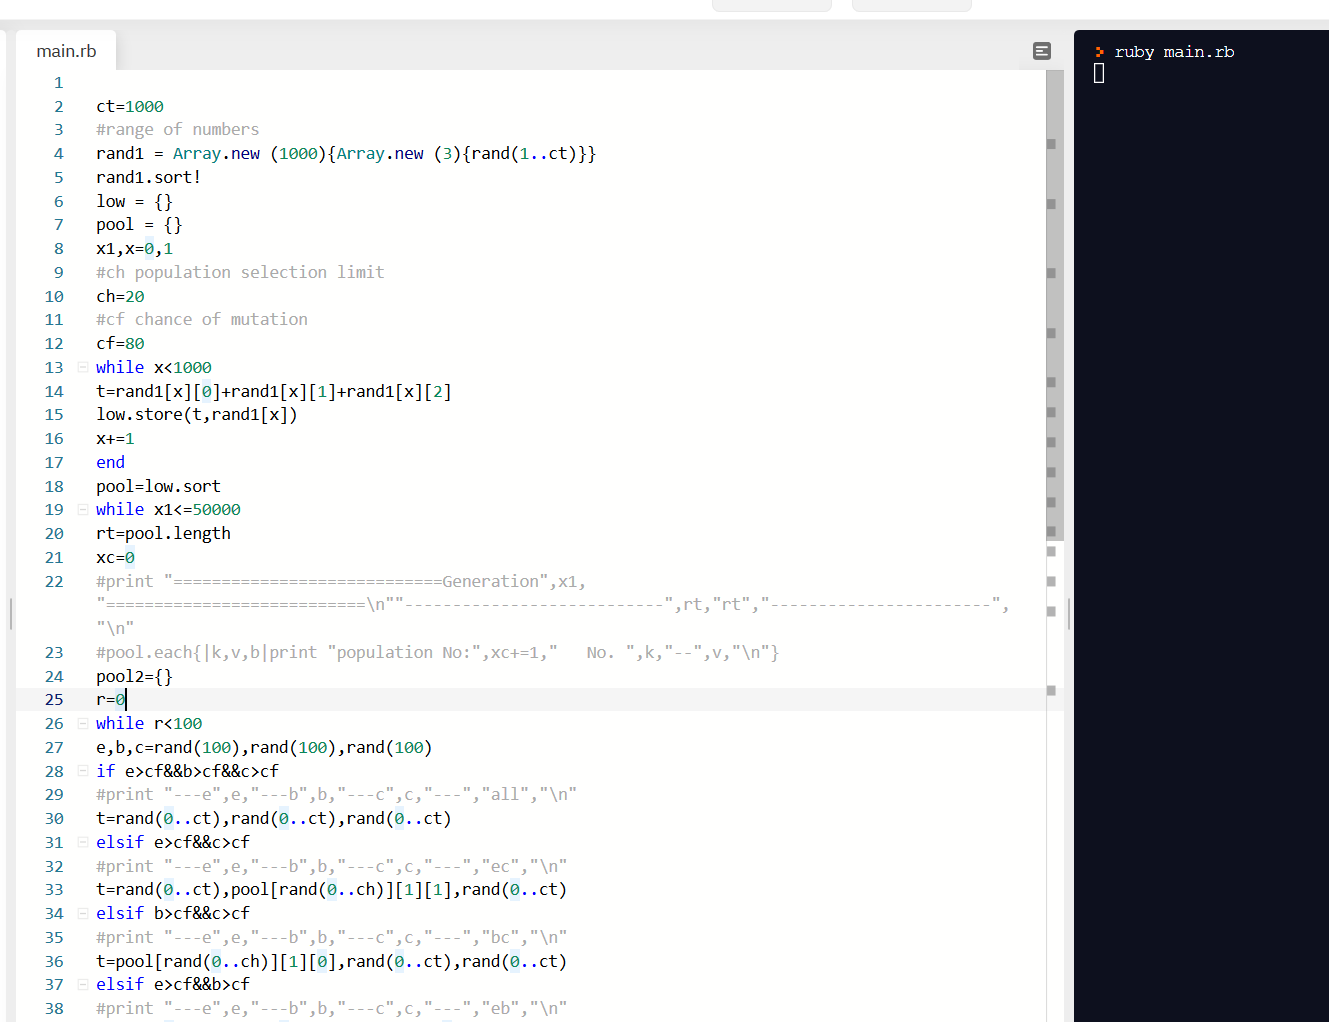 main.rb
1
2 ct=1000
3 #range of numbers
4 rand1 = Array.new (1000){Array.new (3){rand(1..ct)}}
5 rand1.sort!
6 low = {}
7 pool = {}
8 x1,x=0,1
9 #ch population selection limit
10 ch=20
11 #cf chance of mutation
12 cf=80
13 while x<1000
14 t=rand1[x][0]+rand1[x][1]+rand1[x][2]
15 low.store(t,rand1[x])
16 x+=1
17 end
18 pool=low.sort
19 while x1<=50000
20 rt=pool.length
21 xc=0
22 #print "============================Generation",x1,
"===========================\n""---------------------------",rt,"rt","-----------------------",
"\n"
23 #pool.each{|k,v,b|print "population No:",xc+=1,"   No. ",k,"--",v,"\n"}
24 pool2={}
25 r=0
26 while r<100
27 e,b,c=rand(100),rand(100),rand(100)
28 if e>cf&&b>cf&&c>cf
29 #print "---e",e,"---b",b,"---c",c,"---","all","\n"
30 t=rand(0..ct),rand(0..ct),rand(0..ct)
31 elsif e>cf&&c>cf
32 #print "---e",e,"---b",b,"---c",c,"---","ec","\n"
33 t=rand(0..ct),pool[rand(0..ch)][1][1],rand(0..ct)
34 elsif b>cf&&c>cf
35 #print "---e",e,"---b",b,"---c",c,"---","bc","\n"
36 t=pool[rand(0..ch)][1][0],rand(0..ct),rand(0..ct)
37 elsif e>cf&&b>cf
38 #print "---e",e,"---b",b,"---c",c,"---","eb","\n"
ruby main.rb